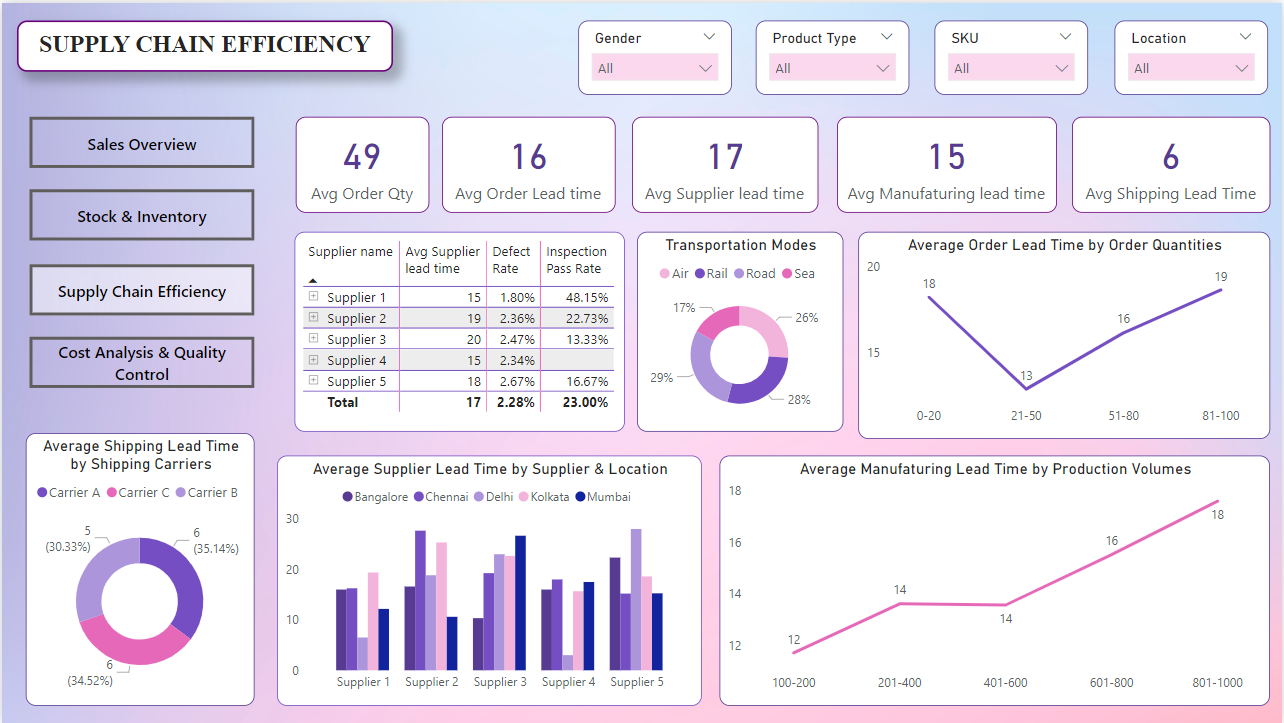 SUPPLY CHAIN EFFICIENCY
Gender
All
Product Type
All
SKU
All
Location
All
Sales Overview
Stock & Inventory
Supply Chain Efficiency
Cost Analysis & Quality
Control
49
Avg Order Qty
16
Avg Order Lead time
17
Avg Supplier lead time
15
Avg Manufaturing lead time
6
Avg Shipping Lead Time
Supplier name Avg Supplier lead time Defect Rate Inspection Pass Rate
Supplier 1 15 1.80% 48.15%
Supplier 2 19 2.36% 22.73%
Supplier 3 20 2.47% 13.33%
Supplier 4 15 2.34%
Supplier 5 18 2.67% 16.67%
Total 17 2.28% 23.00%
Transportation Modes
Air Rail Road Sea
17%
26%
29%
28%
Average Order Lead Time by Order Quantities
20
15
18
13
16
19
0-20 21-50 51-80 81-100
Average Shipping Lead Time
by Shipping Carriers
Carrier A Carrier C Carrier B
5
(30.33%)
6
(35.14%)
6
(34.52%)
Average Supplier Lead Time by Supplier & Location
Bangalore Chennai Delhi Kolkata Mumbai
30
20
10
0
Supplier 1 Supplier 2 Supplier 3 Supplier 4 Supplier 5
Average Manufaturing Lead Time by Production Volumes
18
16
14
12
12
14
14
16
18
100-200 201-400 401-600 601-800 801-1000